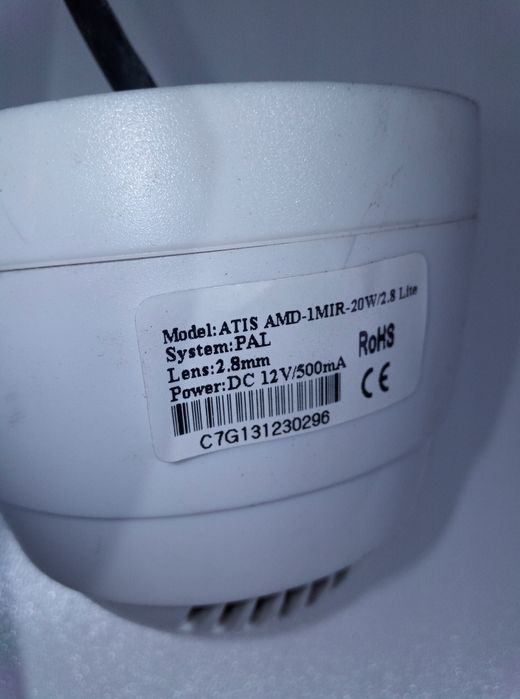 Model:ATIS AMD-1MIR-20W/2.8 Lite
System:PAL
Lens:2.8mm
Power:DC 12V/500mA
RoHS
CE
C7G131230296